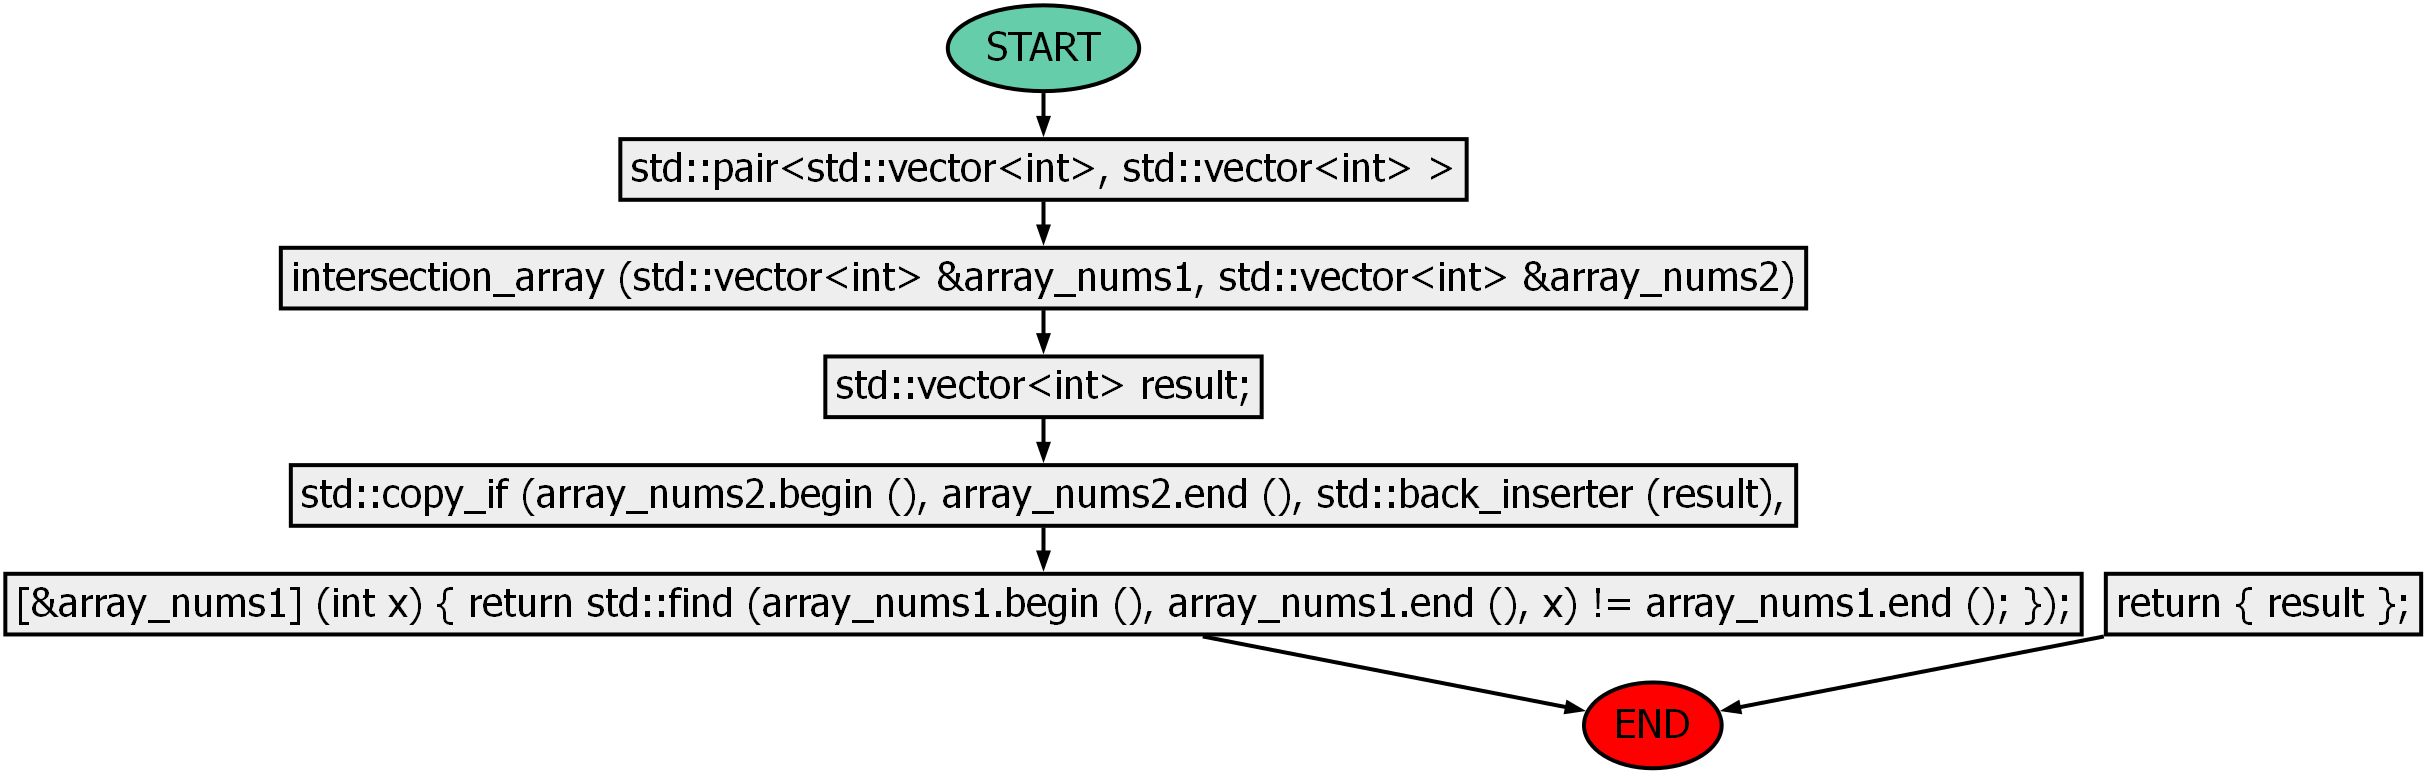 START
std::pair<std::vector<int>, std::vector<int> >
intersection_array (std::vector<int> &array_nums1, std::vector<int> &array_nums2)
std::vector<int> result;
std::copy_if (array_nums2.begin (), array_nums2.end (), std::back_inserter (result),
[&array_nums1] (int x) { return std::find (array_nums1.begin (), array_nums1.end (), x) != array_nums1.end (); });
return { result };
END